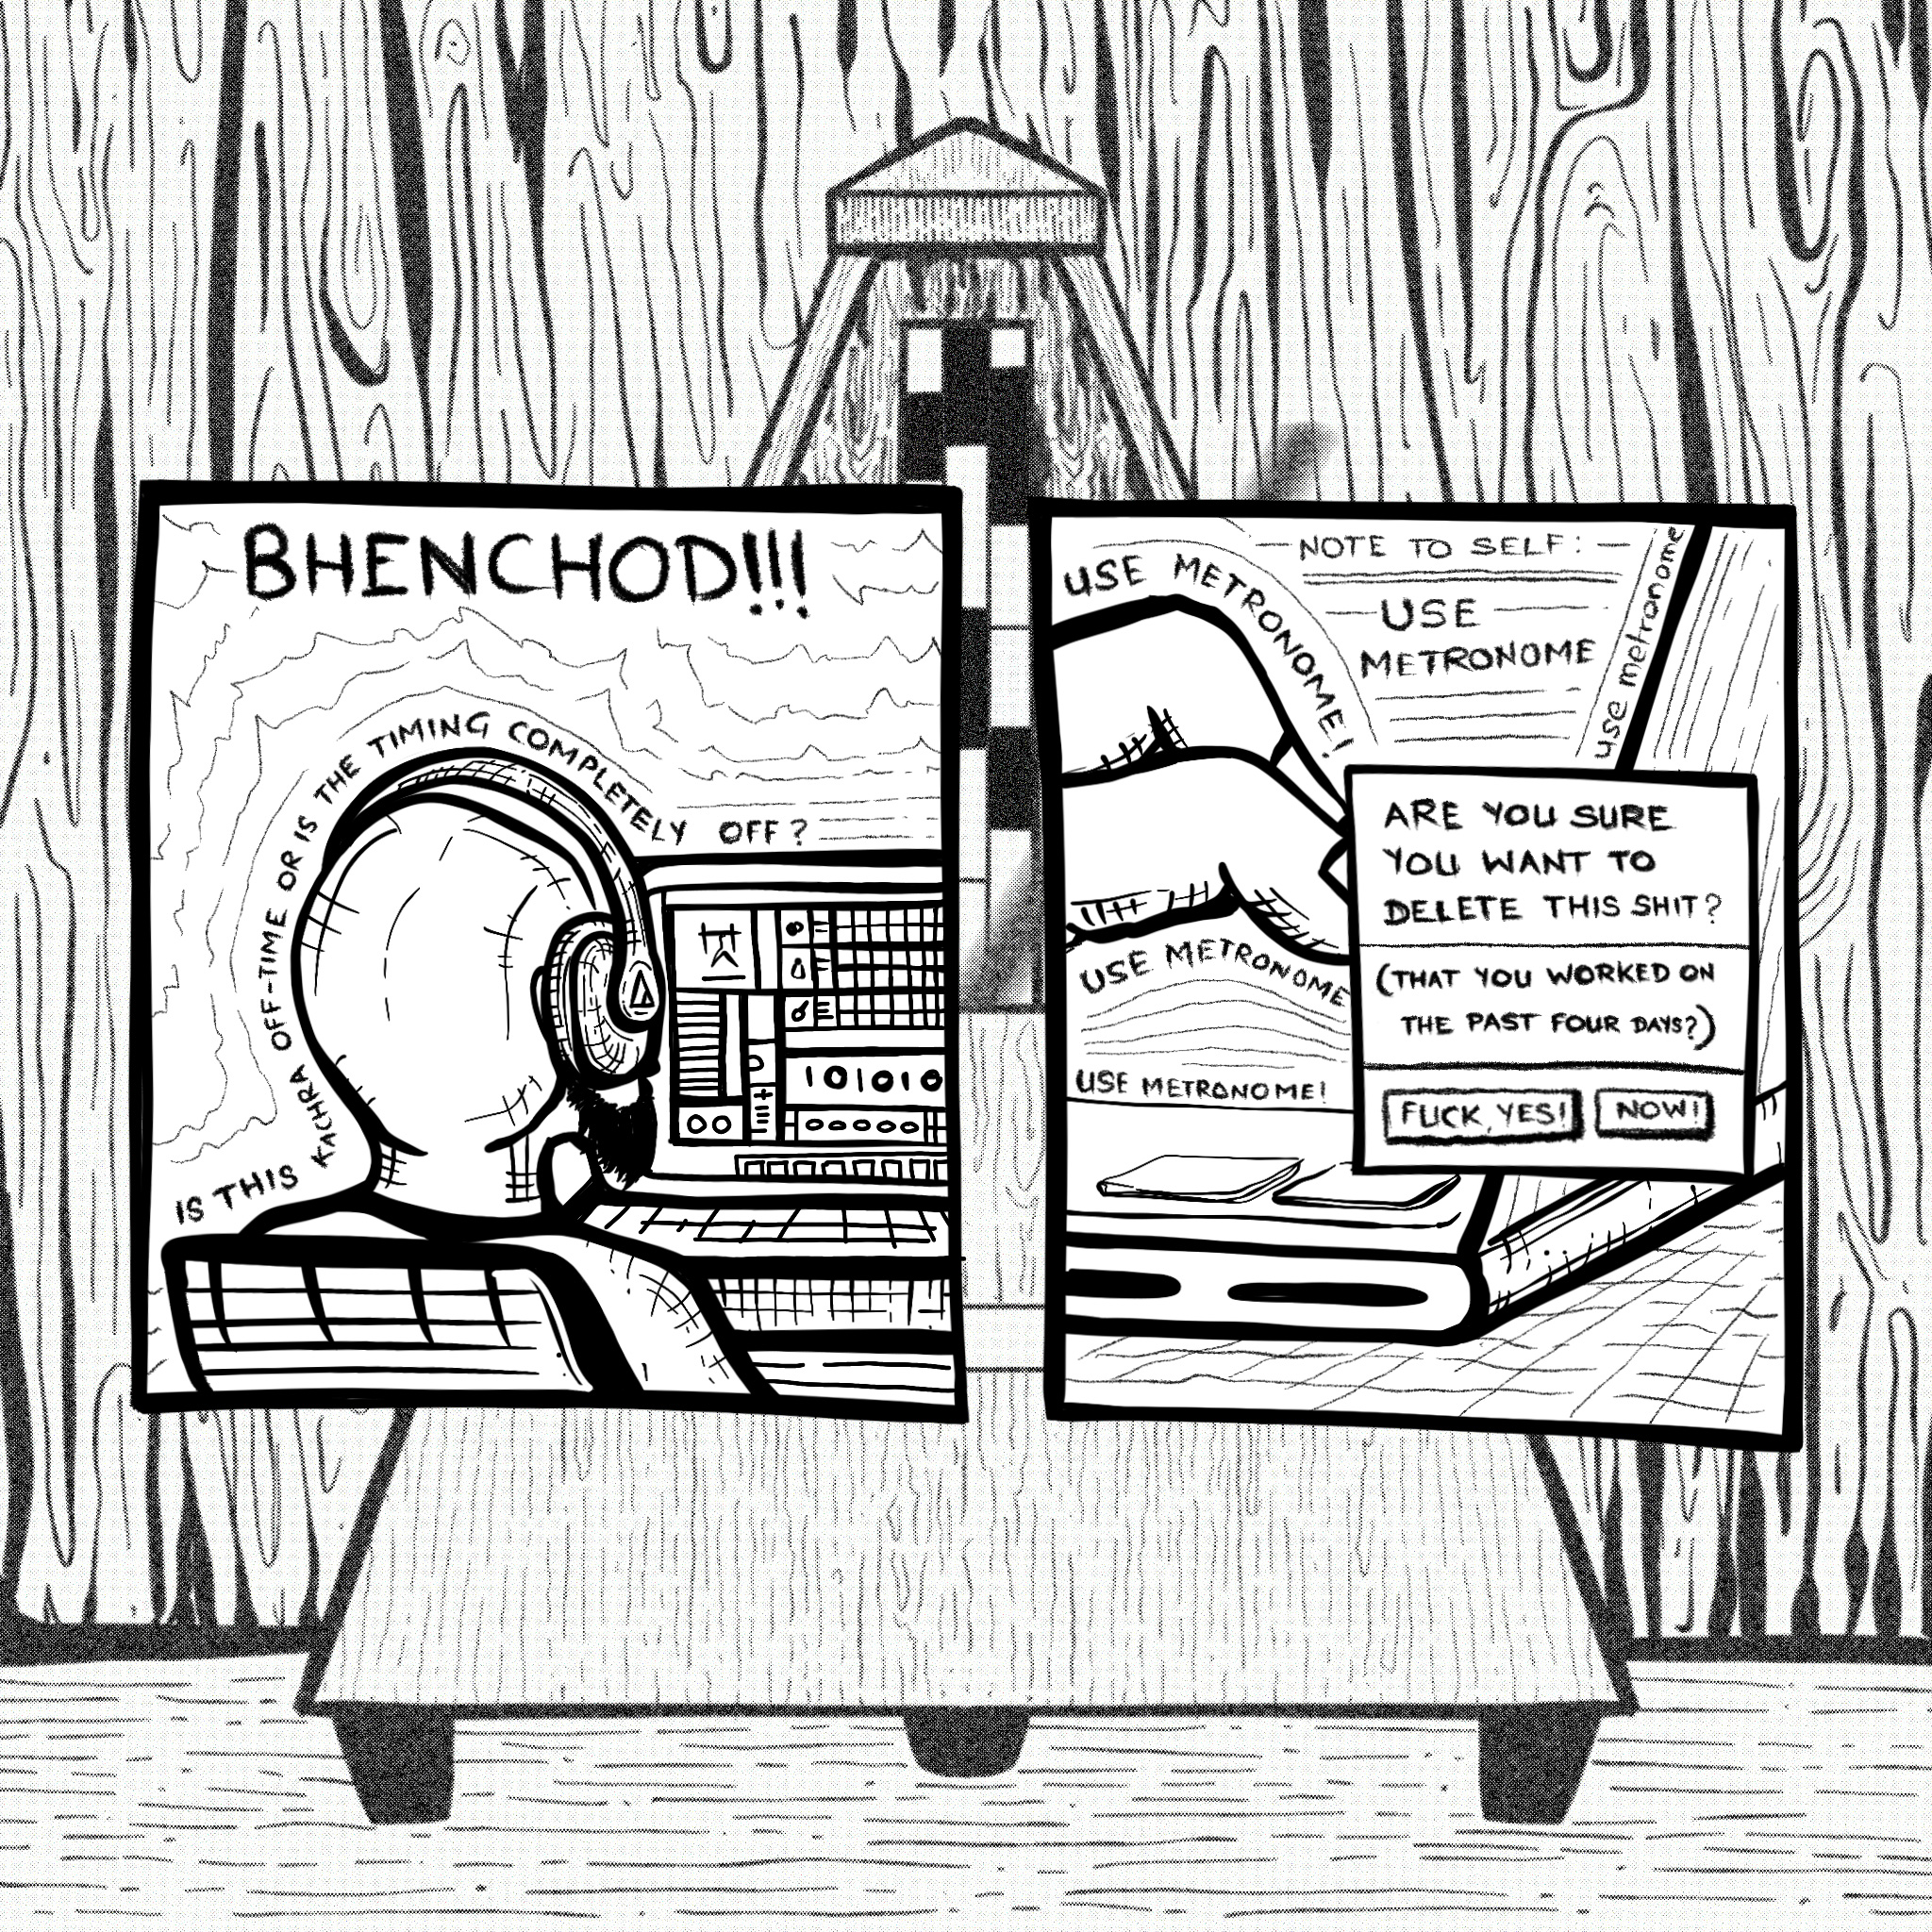 BHENCHOD!!!
IS THIS KACHRA OFF-TIME OR IS THE TIMING COMPLETELY OFF?
101010
USE METRONOME!
— NOTE TO SELF: —
USE
METRONOME
use metronome
ARE YOU SURE
YOU WANT TO
DELETE THIS SHIT?
(THAT YOU WORKED ON
THE PAST FOUR DAYS?)
FUCK, YES!
NOW!
USE METRONOME
USE METRONOME!